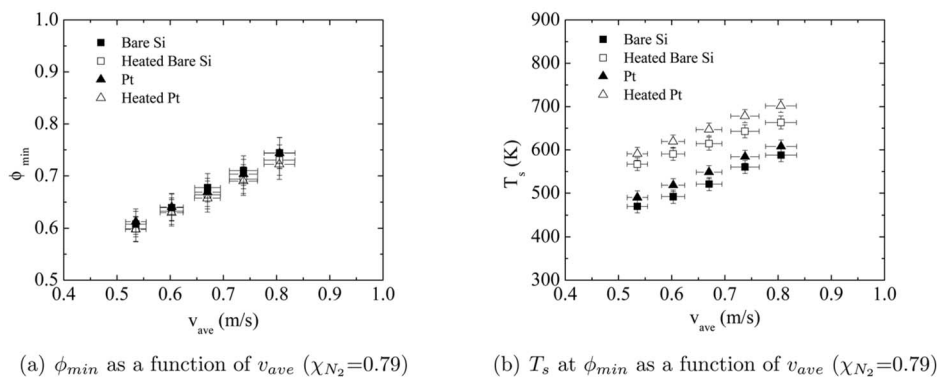 1.0
0.9
0.8
0.7
0.6
0.5
ϕmin
Bare Si
Heated Bare Si
Pt
Heated Pt
0.4 0.5 0.6 0.7 0.8 0.9 1.0
vave (m/s)
(a) ϕmin as a function of vave (χN2=0.79)
900
800
700
600
500
400
300
Ts (K)
Bare Si
Heated Bare Si
Pt
Heated Pt
0.4 0.5 0.6 0.7 0.8 0.9 1.0
vave (m/s)
(b) Ts at ϕmin as a function of vave (χN2=0.79)